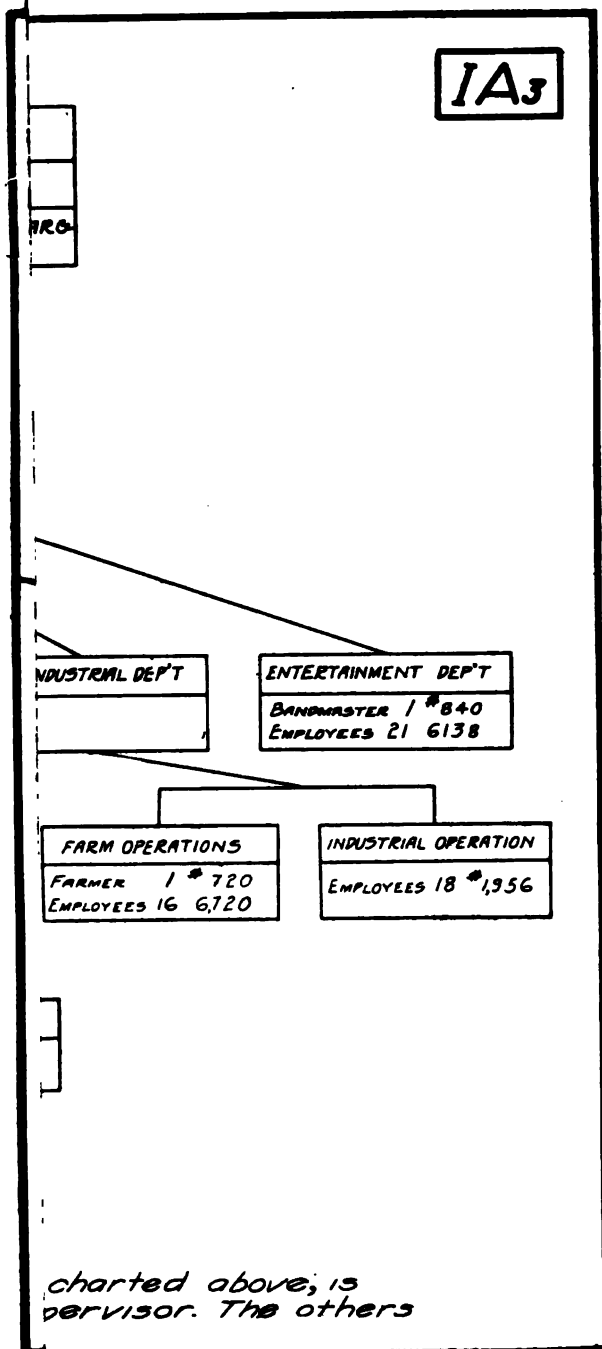 IA3
ARG
NDUSTRIAL DEP'T
ENTERTAINMENT DEP'T
BANDMASTER 1 $840
EMPLOYEES 21 6138
FARM OPERATIONS
FARMER 1 $720
EMPLOYEES 16 6,720
INDUSTRIAL OPERATION
EMPLOYEES 18 $1,956
charted above, is
pervisor. The others